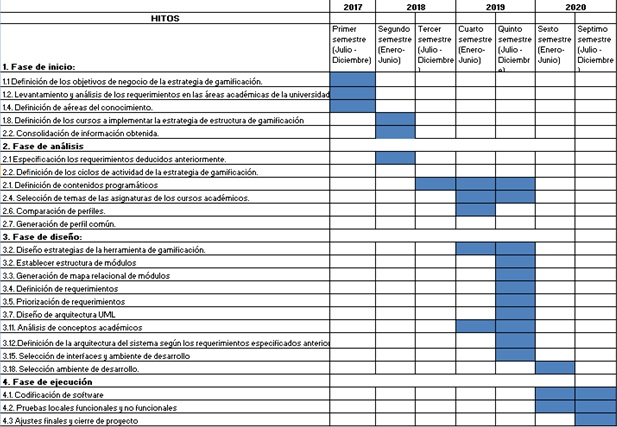 2017 2018 2019 2020
HITOS
Primer semestre (Julio - Diciembre)
Segundo semestre (Enero- Junio)
Tercer semestre (Julio - Diciembre)
Cuarto semestre (Enero- Junio)
Quinto semestre (Julio - Diciembre)
Sexto semestre (Enero- Junio)
Septimo semestre (Julio - Diciembre)
1. Fase de inicio:
1.1 Definición de los objetivos de negocio de la estrategia de gamificación.
1.2. Levantamiento y análisis de los requerimientos en las áreas académicas de la universidad
1.4. Definición de aéreas del conocimiento.
1.8. Definición de los cursos a implementar la estrategia de estructura de gamificación
2.2. Consolidación de información obtenida.
2. Fase de análisis
2.1 Especificación los requerimientos deducidos anteriormente.
2.2. Definición de los ciclos de actividad de la estrategia de gamificación.
2.1. Definición de contenidos programáticos
2.4. Selección de temas de las asignaturas de los cursos académicos.
2.6. Comparación de perfiles.
2.7. Generación de perfil común.
3. Fase de diseño:
3.2. Diseño estrategias de la herramienta de gamificación.
3.2. Establecer estructura de módulos
3.3. Generación de mapa relacional de módulos
3.4. Definición de requerimientos
3.5. Priorización de requerimientos
3.7. Diseño de arquitectura UML
3.11. Análisis de conceptos académicos
3.12.Definición de la arquitectura del sistema según los requerimientos especificados anterior
3.15. Selección de interfaces y ambiente de desarrollo
3.18. Selección ambiente de desarrollo.
4. Fase de ejecución
4.1. Codificación de software
4.2. Pruebas locales funcionales y no funcionales
4.3 Ajustes finales y cierre de proyecto